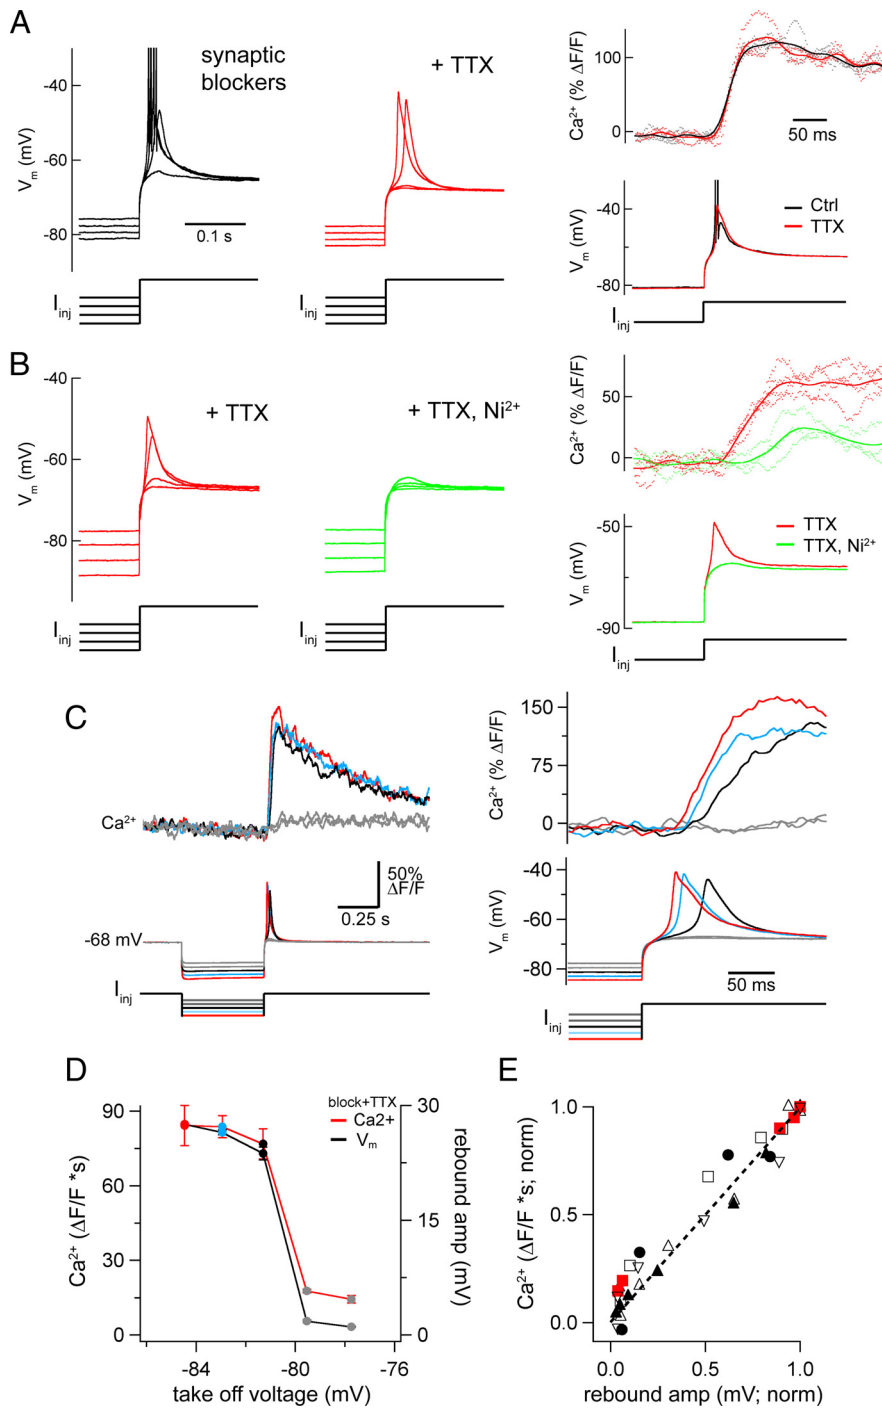 A
synaptic
blockers
+ TTX
-40
-60
-80
Vm (mV)
0.1 s
Iinj
Ca2+ (% ΔF/F)
100
0
50 ms
-40
-80
Vm (mV)
Ctrl
TTX
Iinj
B
+ TTX
+ TTX, Ni2+
-40
-60
-80
Vm (mV)
Iinj
Ca2+ (% ΔF/F)
50
0
-50
-90
Vm (mV)
TTX
TTX, Ni2+
Iinj
C
Ca2+
50%
ΔF/F
0.25 s
-68 mV
Iinj
Ca2+ (% ΔF/F)
150
75
0
-40
-60
-80
Vm (mV)
50 ms
Iinj
D
block+TTX
Ca2+
Vm
90
60
30
0
Ca2+ (ΔF/F *s)
30
15
0
rebound
amp (mV)
-84
-80
-76
take off voltage (mV)
E
1.0
0.5
0.0
Ca2+ (ΔF/F *s; norm)
0.0
0.5
1.0
rebound amp (mV; norm)